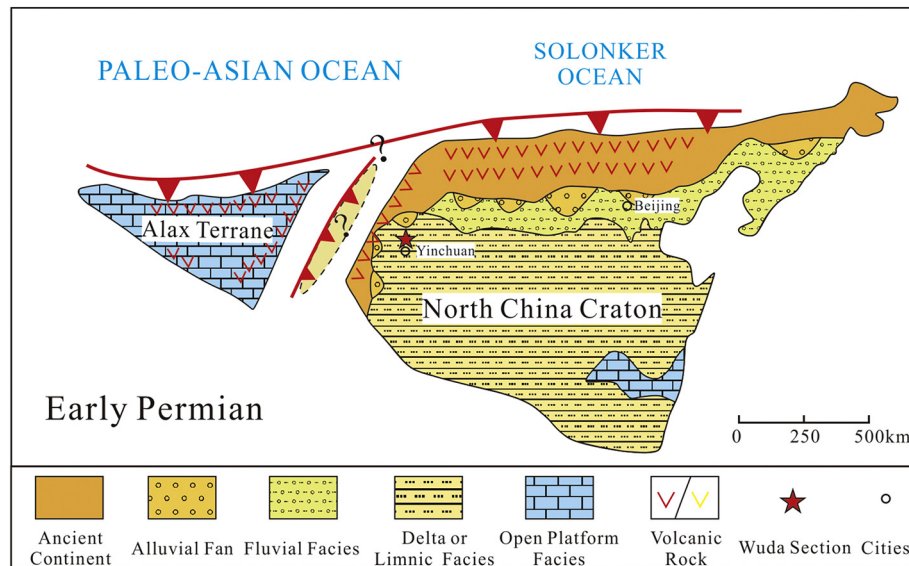 PALEO-ASIAN OCEAN
SOLONKER
OCEAN
?
?
Alax Terrane
Beijing
Yinchuan
North China Craton
Early Permian
0 250 500km
Ancient
Continent
Alluvial Fan
Fluvial Facies
Delta or
Limnic Facies
Open Platform
Facies
Volcanic
Rock
Wuda Section
Cities